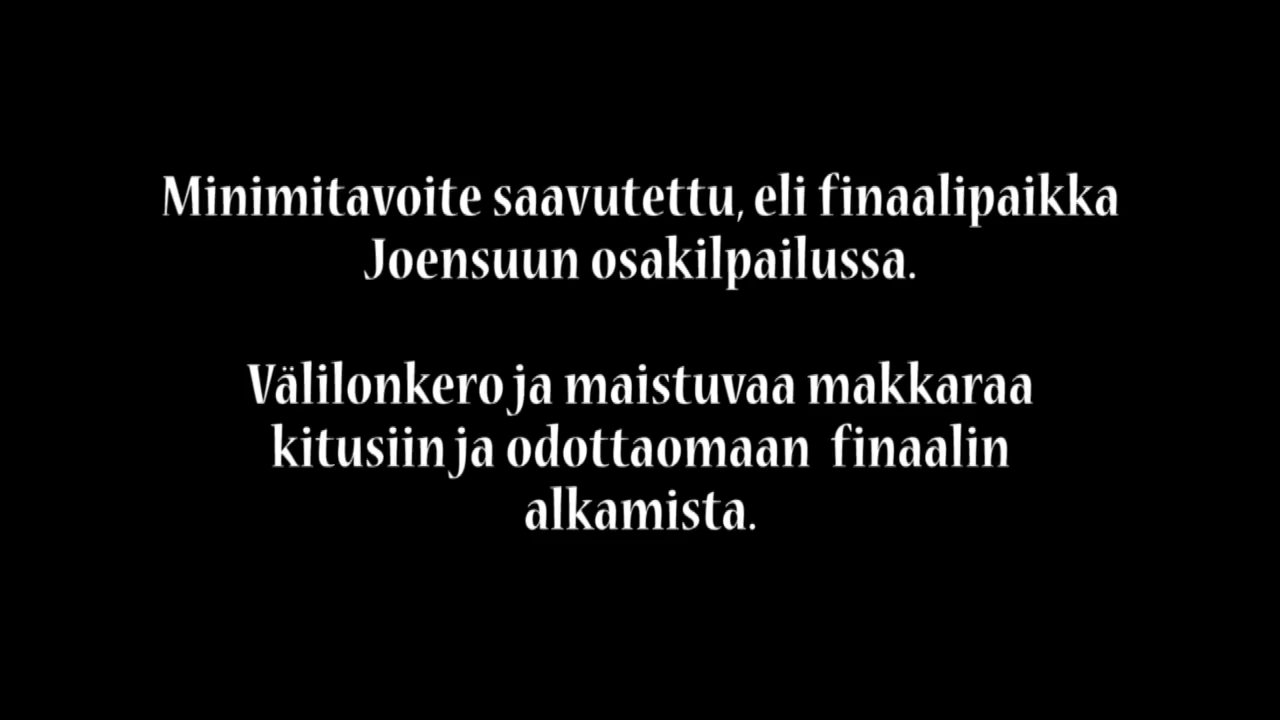 Minimitavoite saavutettu, eli finaalipaikka
Joensuun osakilpailussa.
Välilonkero ja maistuvaa makkaraa
kitusiin ja odottaomaan finaalin
alkamista.